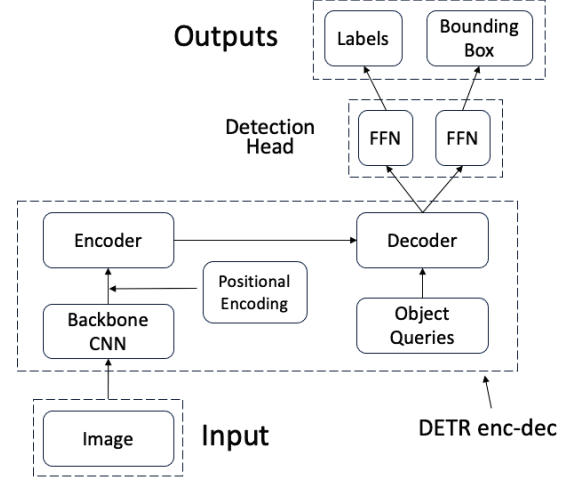 Outputs
Labels
Bounding
Box
Detection
Head
FFN
FFN
Encoder
Decoder
Positional
Encoding
Backbone
CNN
Object
Queries
Image
Input
DETR enc-dec